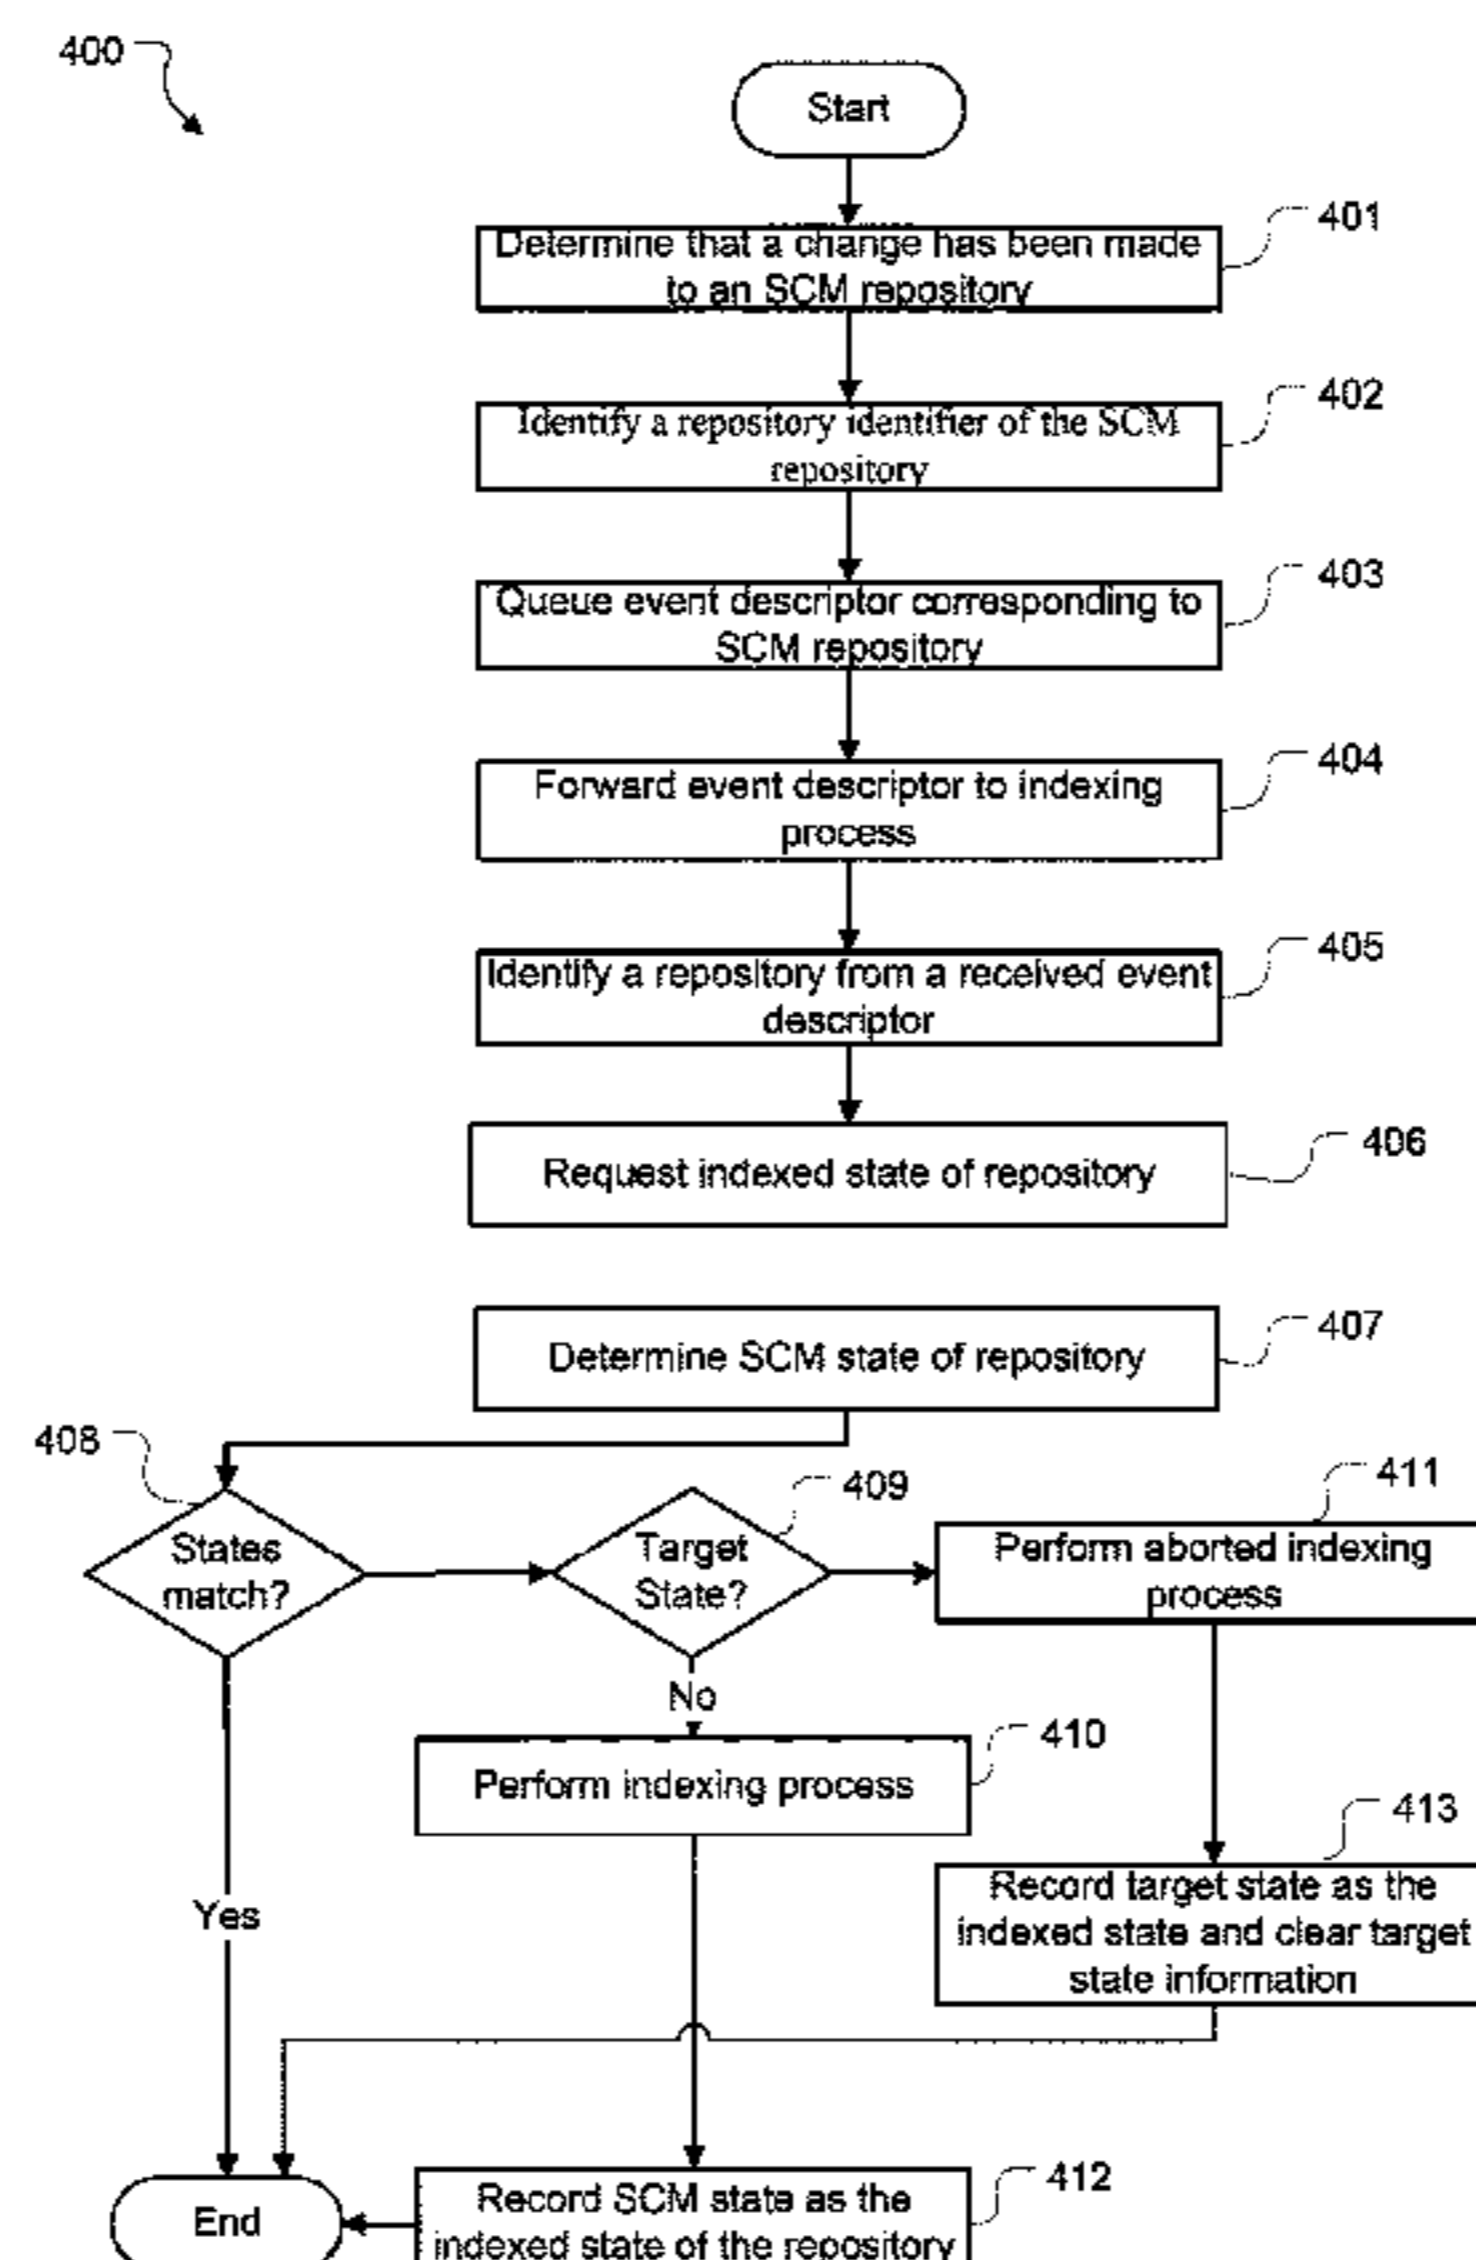 400
Start
401
Determine that a change has been made
to an SCM repository
402
Identify a repository identifier of the SCM
repository
403
Queue event descriptor corresponding to
SCM repository
404
Forward event descriptor to indexing
process
405
Identify a repository from a received event
descriptor
406
Request indexed state of repository
407
Determine SCM state of repository
408
States
match?
409
Target
State?
411
Perform aborted indexing
process
No
410
Perform indexing process
413
Record target state as the
indexed state and clear target
state information
Yes
412
Record SCM state as the
indexed state of the repository
End